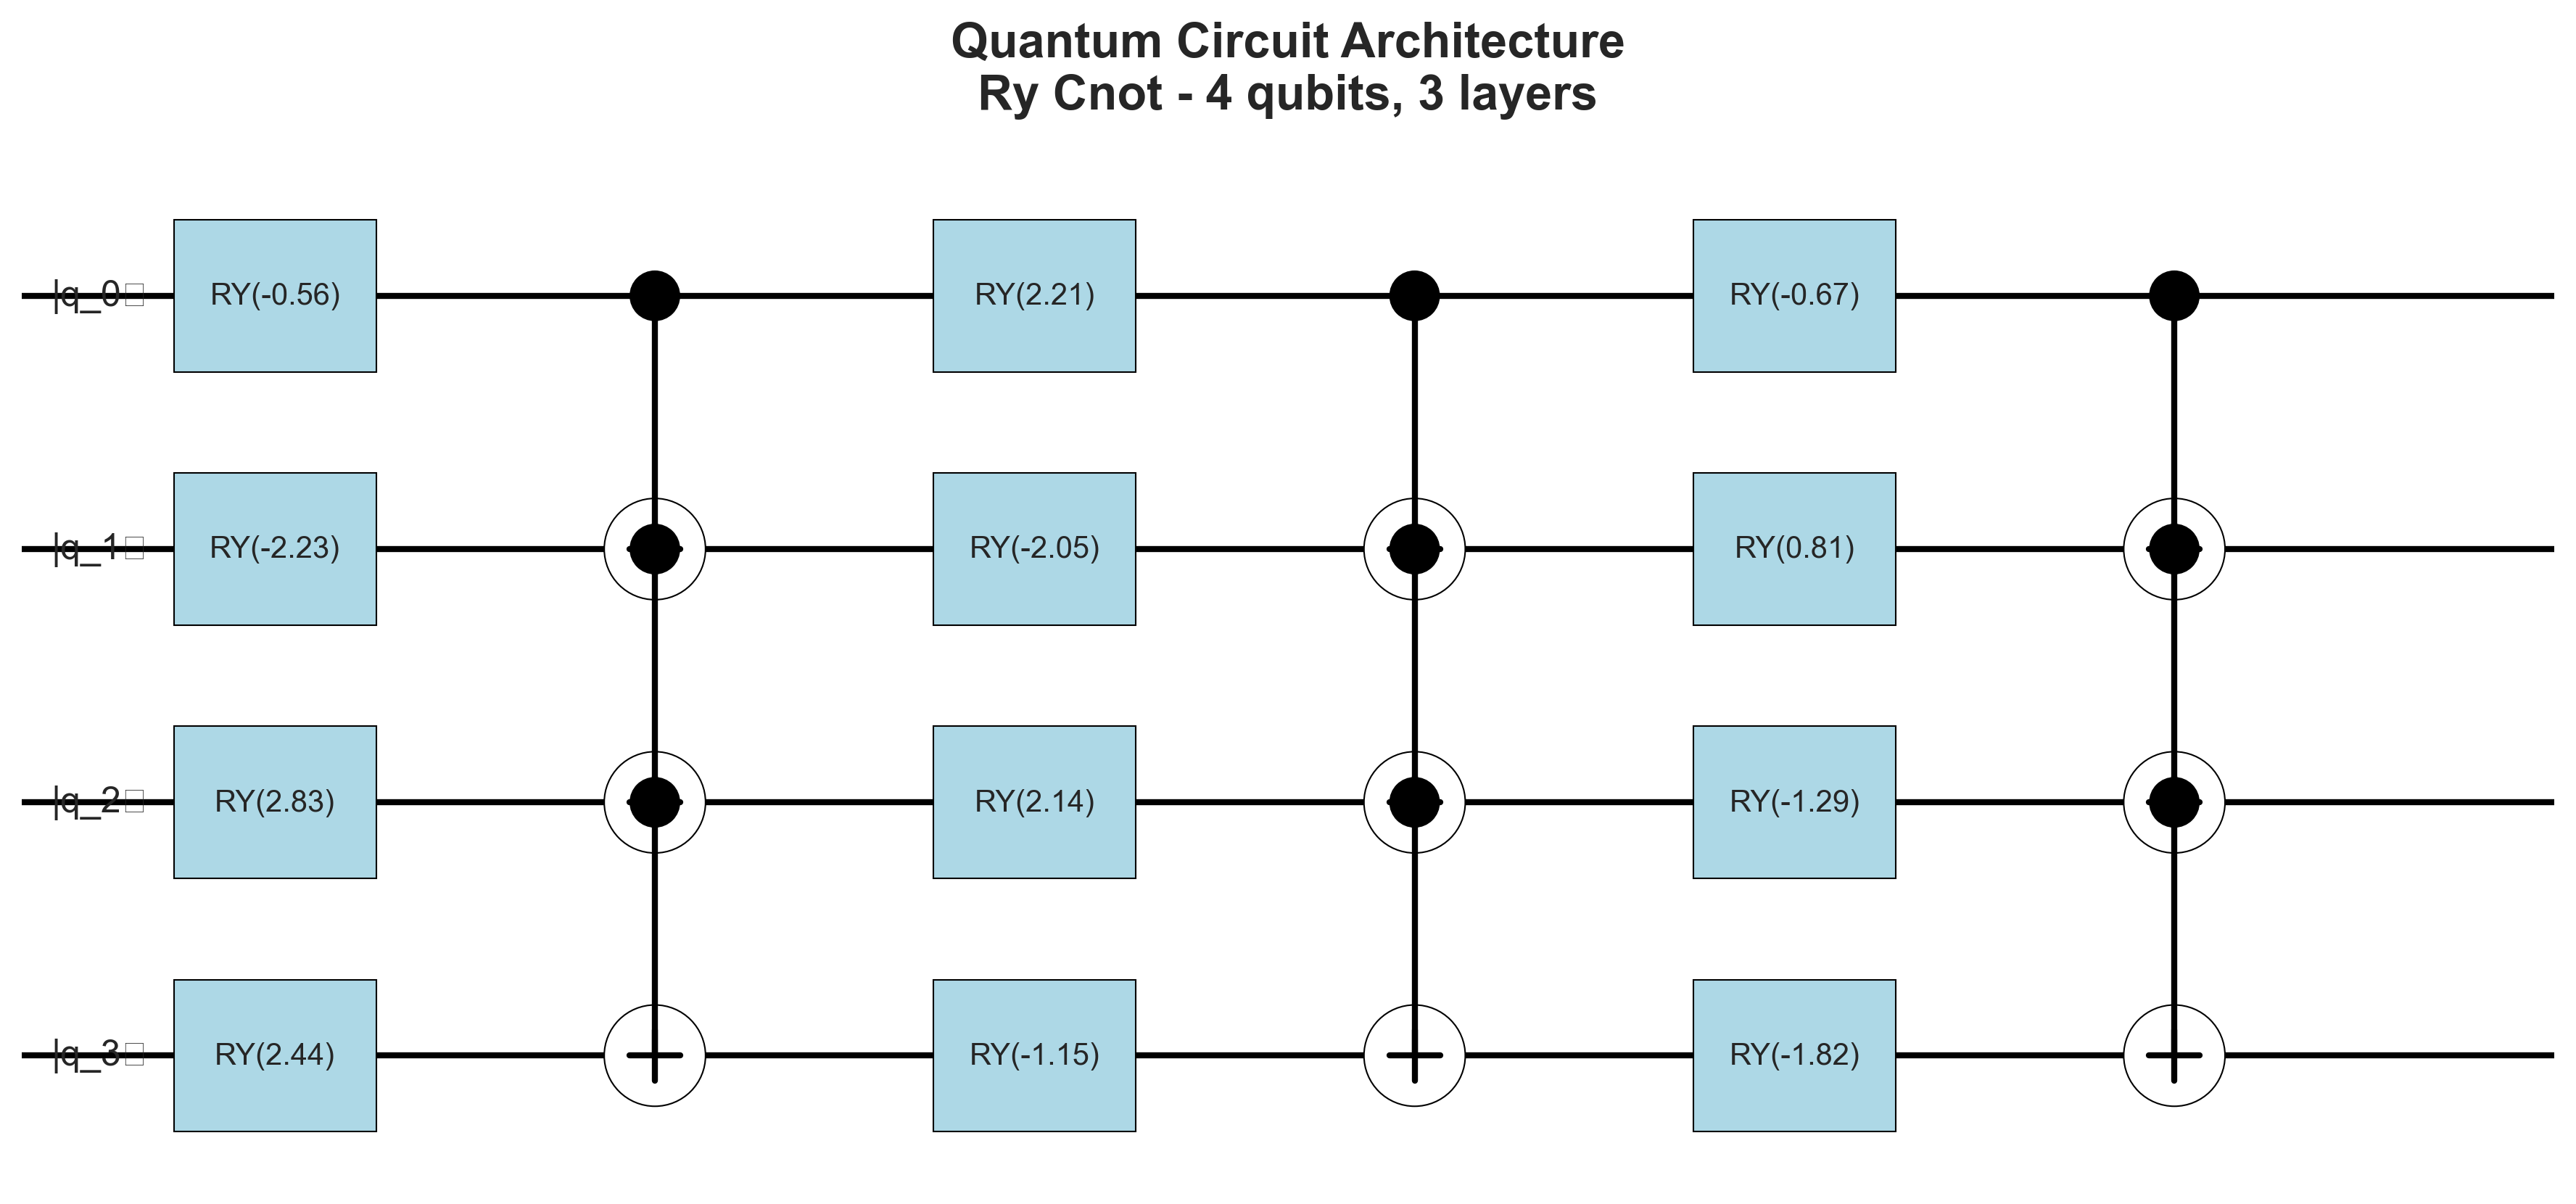 Quantum Circuit Architecture
Ry Cnot - 4 qubits, 3 layers
|q_0□ RY(-0.56) RY(2.21) RY(-0.67)
|q_1□ RY(-2.23) RY(-2.05) RY(0.81)
|q_2□ RY(2.83) RY(2.14) RY(-1.29)
|q_3□ RY(2.44) RY(-1.15) RY(-1.82)